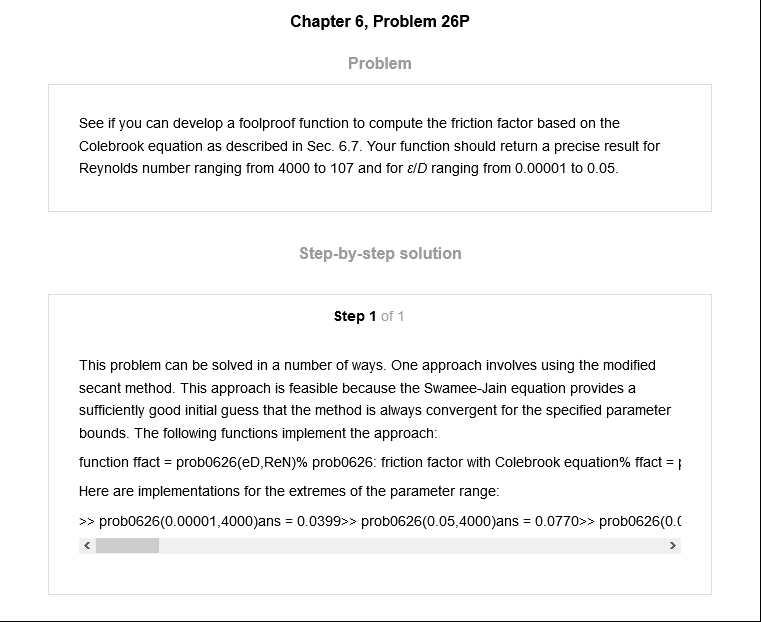 Chapter 6, Problem 26P
Problem
See if you can develop a foolproof function to compute the friction factor based on the
Colebrook equation as described in Sec. 6.7. Your function should return a precise result for
Reynolds number ranging from 4000 to 107 and for ε/D ranging from 0.00001 to 0.05.
Step-by-step solution
Step 1 of 1
This problem can be solved in a number of ways. One approach involves using the modified
secant method. This approach is feasible because the Swamee-Jain equation provides a
sufficiently good initial guess that the method is always convergent for the specified parameter
bounds. The following functions implement the approach:
function ffact = prob0626(eD,ReN)% prob0626: friction factor with Colebrook equation% ffact =
Here are implementations for the extremes of the parameter range:
>> prob0626(0.00001,4000)ans = 0.0399>> prob0626(0.05,4000)ans = 0.0770>> prob0626(0.0